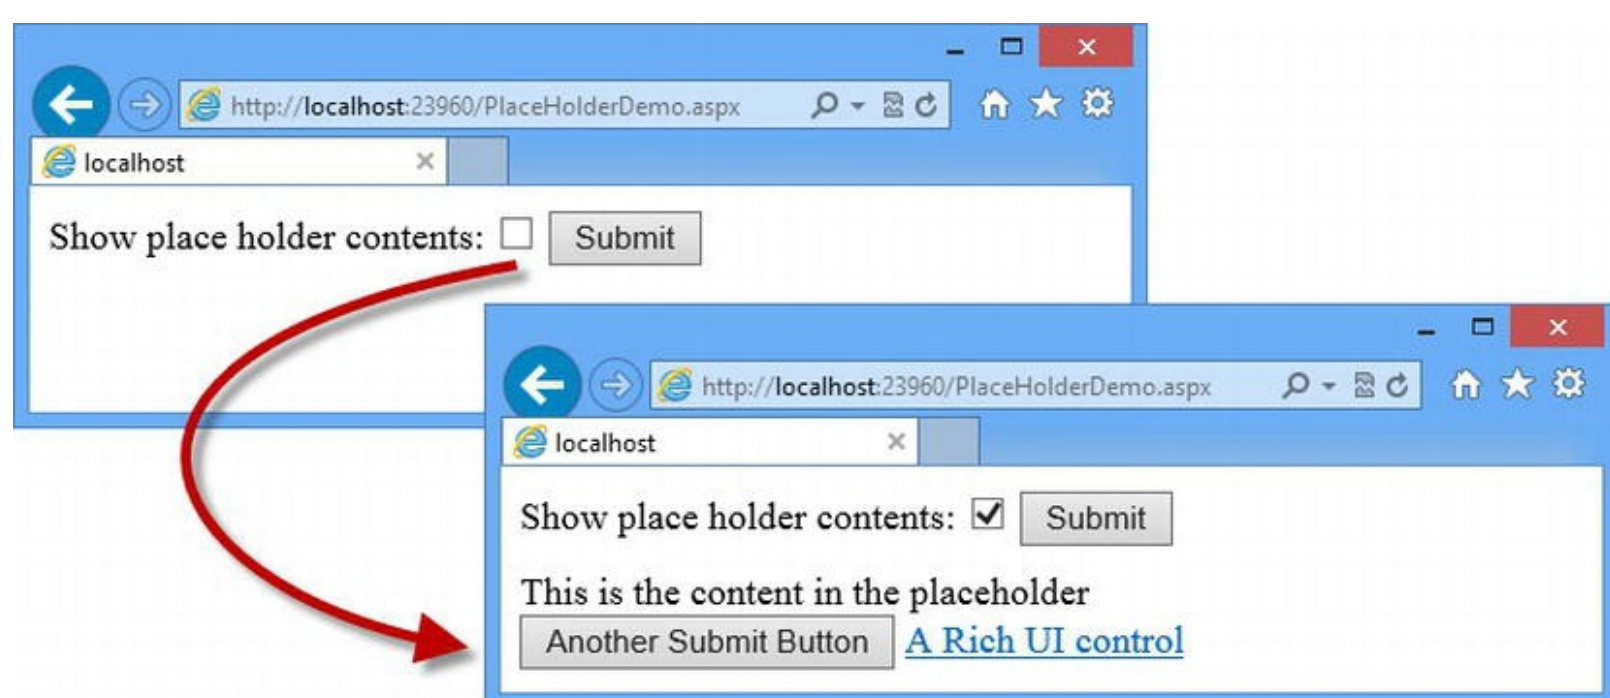 http://localhost:23960/PlaceHolderDemo.aspx
localhost
Show place holder contents: Submit
http://localhost:23960/PlaceHolderDemo.aspx
localhost
Show place holder contents: Submit
This is the content in the placeholder
Another Submit Button A Rich UI control